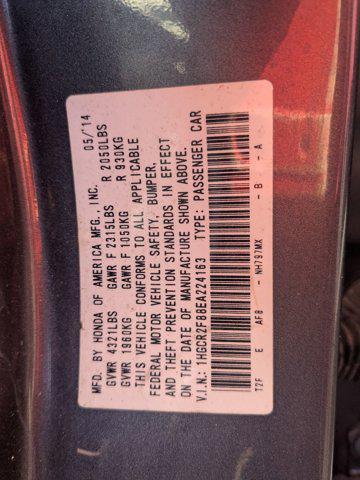 MFD. BY HONDA OF AMERICA MFG., INC. 05/14
GVWR 4321LBS GAWR F 2315LBS R 2050LBS
GVWR 1960KG GAWR F 1050KG R 930KG
THIS VEHICLE CONFORMS TO ALL APPLICABLE
FEDERAL MOTOR VEHICLE SAFETY, BUMPER,
AND THEFT PREVENTION STANDARDS IN EFFECT
ON THE DATE OF MANUFACTURE SHOWN ABOVE.
V.I.N.: 1HGCR2F88EA224163 TYPE: PASSENGER CAR
T2F E AF8 - NH797MX - B - A